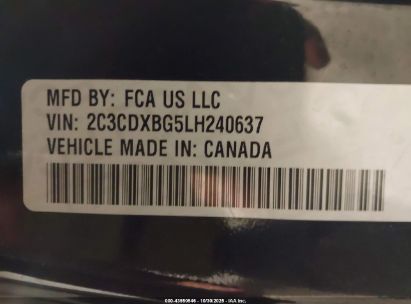 MFD BY: FCA US LLC
VIN: 2C3CDXBG5LH240637
VEHICLE MADE IN: CANADA